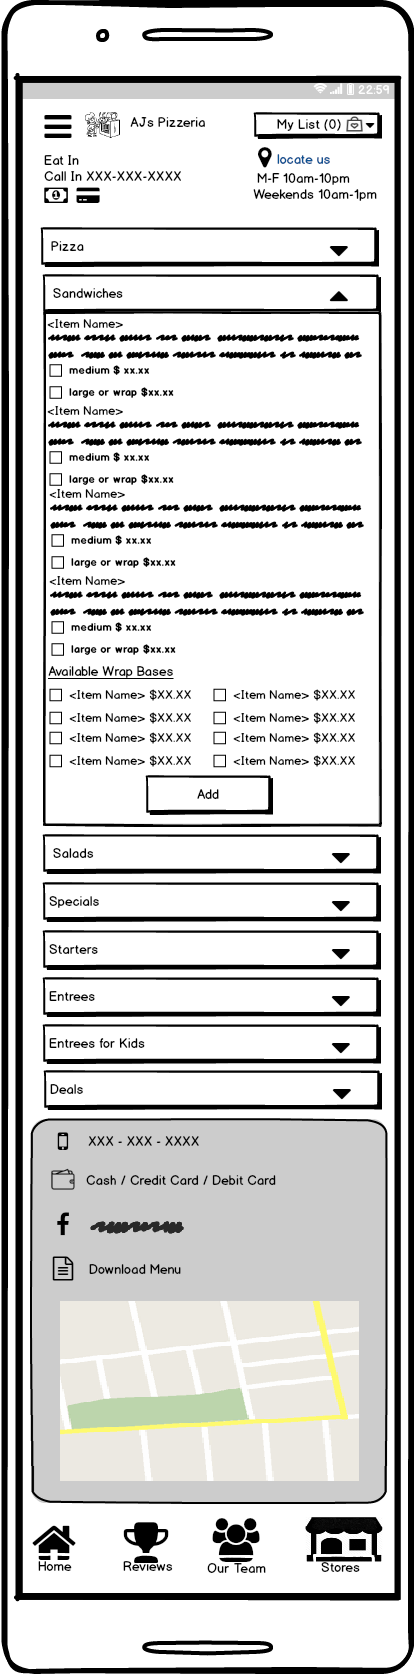 22:59
AJs Pizzeria
My List (0)
Eat In
Call In XXX-XXX-XXXX
locate us
M-F 10am-10pm
Weekends 10am-1pm
Pizza
Sandwiches
<Item Name>
medium $ xx.xx
large or wrap $xx.xx
<Item Name>
medium $ xx.xx
large or wrap $xx.xx
<Item Name>
medium $ xx.xx
large or wrap $xx.xx
<Item Name>
medium $ xx.xx
large or wrap $xx.xx
Available Wrap Bases
<Item Name> $XX.XX <Item Name> $XX.XX
<Item Name> $XX.XX <Item Name> $XX.XX
<Item Name> $XX.XX <Item Name> $XX.XX
<Item Name> $XX.XX <Item Name> $XX.XX
Add
Salads
Specials
Starters
Entrees
Entrees for Kids
Deals
XXX - XXX - XXXX
Cash / Credit Card / Debit Card
Download Menu
Home Reviews Our Team Stores